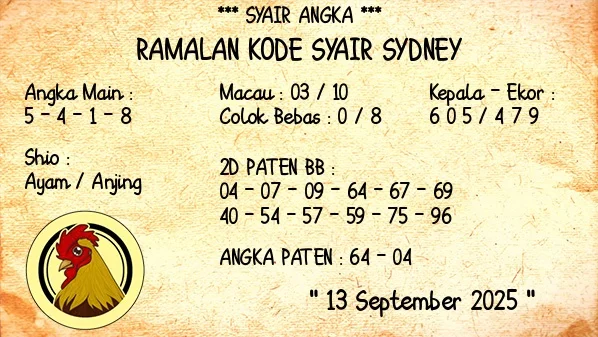 *** SYAIR ANGKA ***
RAMALAN KODE SYAIR SYDNEY
Angka Main :
5 - 4 - 1 - 8
Macau : 03 / 10
Colok Bebas : 0 / 8
Kepala - Ekor :
6 0 5 / 4 7 9
Shio :
Ayam / Anjing
2D PATEN BB :
04 - 07 - 09 - 64 - 67 - 69
40 - 54 - 57 - 59 - 75 - 96
ANGKA PATEN : 64 - 04
" 13 September 2025 "